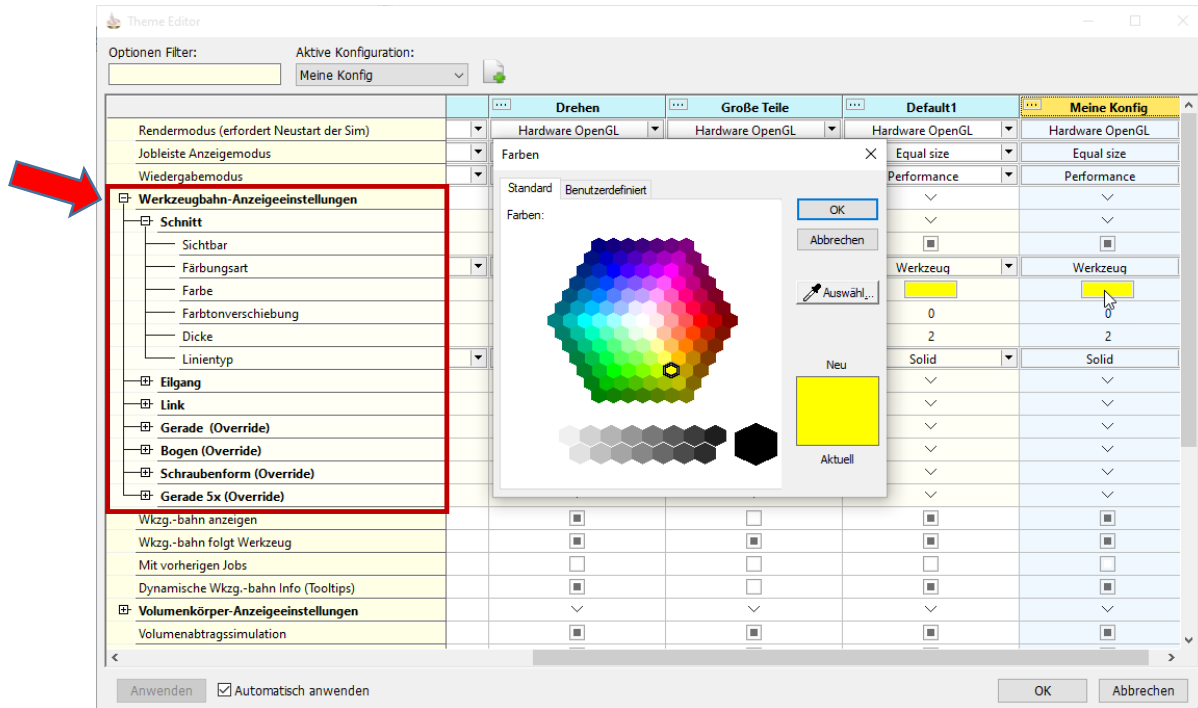 Theme Editor
Optionen Filter: Aktive Konfiguration:
Meine Konfig
Drehen Große Teile Default1 Meine Konfig
Rendermodus (erfordert Neustart der Sim) Hardware OpenGL Hardware OpenGL Hardware OpenGL Hardware OpenGL
Jobleiste Anzeigemodus Equal size Equal size
Wiedergabemodus Performance Performance
Werkzeugbahn-Anzeigeeinstellungen
Schnitt
Sichtbar
Färbungsart Werkzeug Werkzeug
Farbe
Farbtonverschiebung 0 0
Dicke 2 2
Linientyp Solid Solid
Eilgang
Link
Gerade (Override)
Bogen (Override)
Schraubenform (Override)
Gerade 5x (Override)
Wkzg.-bahn anzeigen
Wkzg.-bahn folgt Werkzeug
Mit vorherigen Jobs
Dynamische Wkzg.-bahn Info (Tooltips)
Volumenkörper-Anzeigeeinstellungen
Volumenabtragssimulation
Farben
Standard Benutzerdefiniert
Farben:
OK
Abbrechen
Auswähl...
Neu
Aktuell
Anwenden Automatisch anwenden OK Abbrechen